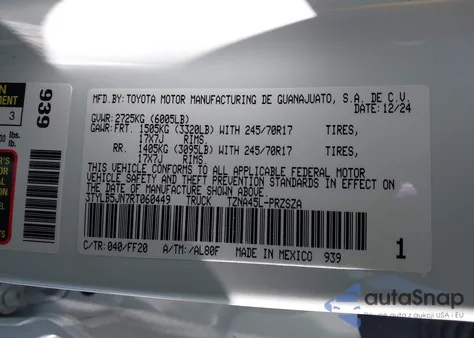 939
MFD.BY:TOYOTA MOTOR MANUFACTURING DE GUANAJUATO, S.A. DE C.V.
DATE: 12/24
GVWR:2725KG (6005LB)
GAWR:FRT. 1505KG (3320LB) WITH 245/70R17 TIRES,
17X7J RIMS
RR. 1405KG (3095LB) WITH 245/70R17 TIRES,
17X7J RIMS
THIS VEHICLE CONFORMS TO ALL APPLICABLE FEDERAL MOTOR
VEHICLE SAFETY AND THEFT PREVENTION STANDARDS IN EFFECT ON
THE DATE OF MANUFACTURE SHOWN ABOVE.
3TYLB5JN7RT060449 TRUCK TZNA45L-PRZSZA
C/TR:040/FF20 A/TM:/AL80F MADE IN MEXICO 939
1
3
lbs.
autoSnap
USA i EU